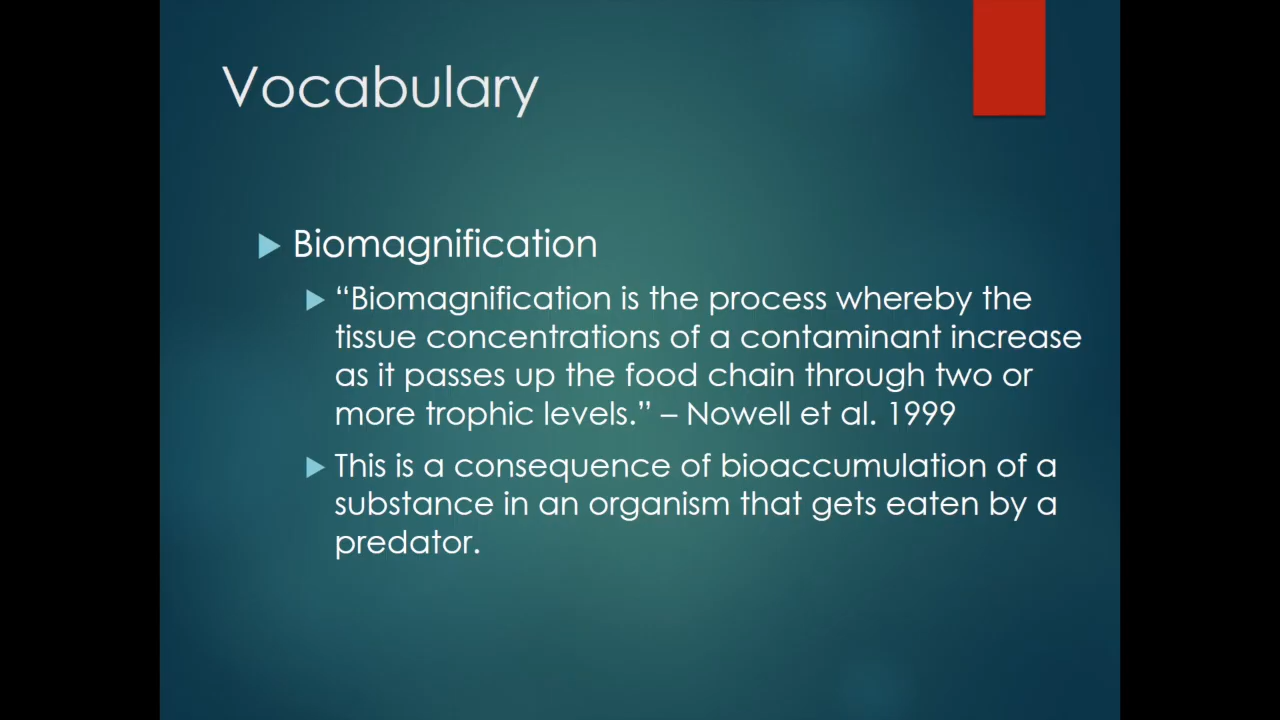 Vocabulary
Biomagnification
“Biomagnification is the process whereby the
tissue concentrations of a contaminant increase
as it passes up the food chain through two or
more trophic levels.” – Nowell et al. 1999
This is a consequence of bioaccumulation of a
substance in an organism that gets eaten by a
predator.